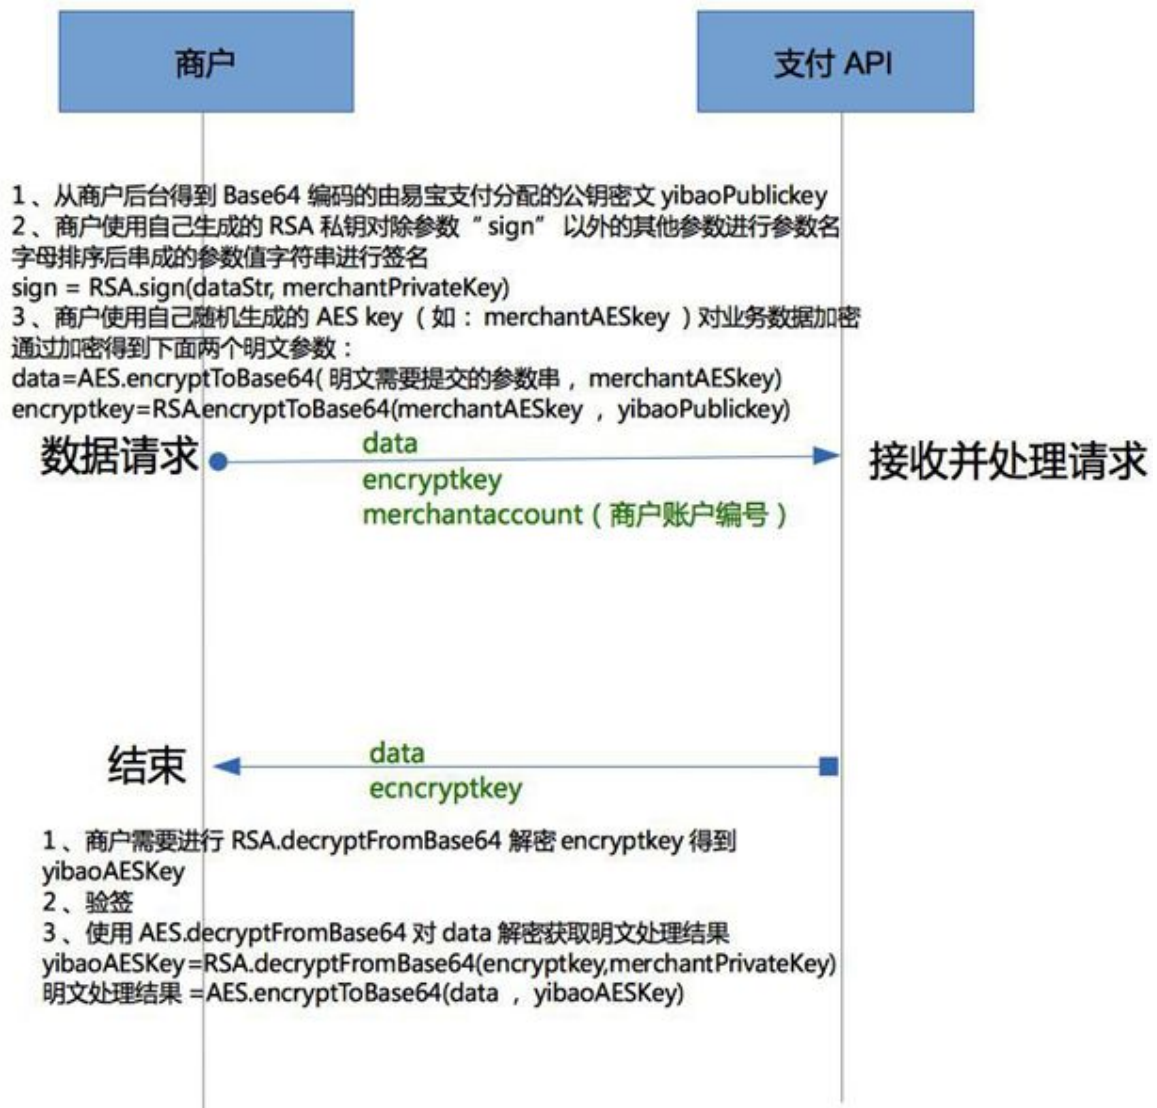 商户
支付 API
1、从商户后台得到 Base64 编码的由易宝支付分配的公钥密文 yibaoPublickey
2、商户使用自己生成的 RSA 私钥对除参数“sign”以外的其他参数进行参数名
字母排序后串成的参数值字符串进行签名
sign = RSA.sign(dataStr, merchantPrivateKey)
3、商户使用自己随机生成的 AES key（如：merchantAESkey）对业务数据加密
通过加密得到下面两个明文参数：
data=AES.encryptToBase64( 明文需要提交的参数串，merchantAESkey)
encryptkey=RSA.encryptToBase64(merchantAESkey ，yibaoPublickey)
数据请求
data
encryptkey
merchantaccount（商户账户编号）
接收并处理请求
结束
data
ecncryptkey
1、商户需要进行 RSA.decryptFromBase64 解密 encryptkey 得到
yibaoAESKey
2、验签
3、使用 AES.decryptFromBase64 对 data 解密获取明文处理结果
yibaoAESKey=RSA.decryptFromBase64(encryptkey,merchantPrivateKey)
明文处理结果 =AES.encryptToBase64(data ，yibaoAESKey)